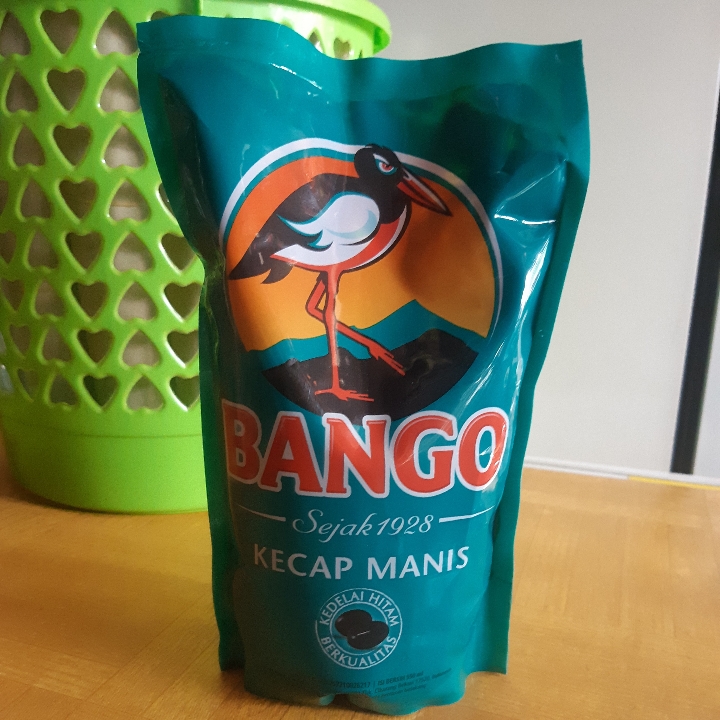 BANGO
Sejak 1928
KECAP MANIS
KEDELAI HITAM
BERKUALITAS